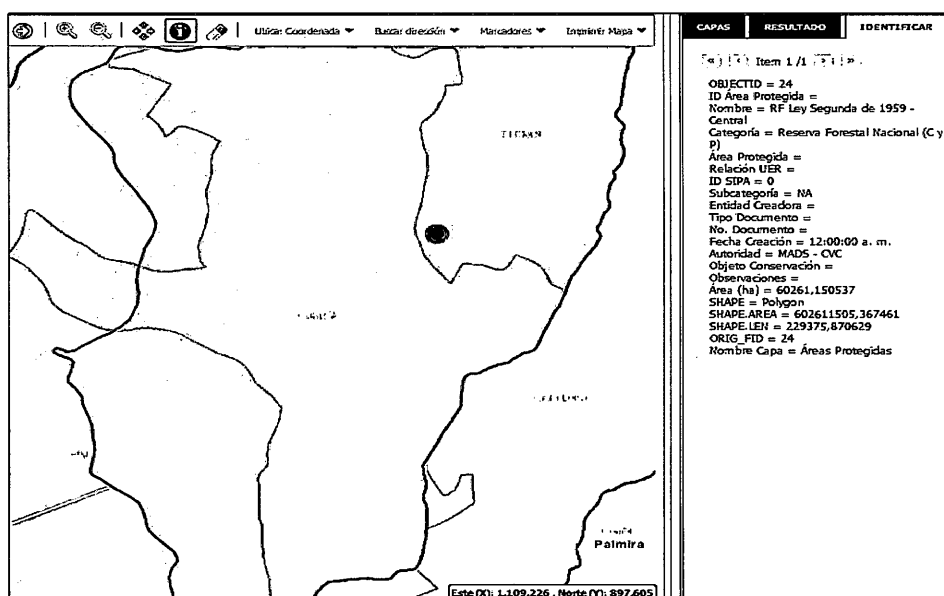 Ubicar Coordenada Buscar dirección Marcadores Imprimir Mapa
CAPAS RESULTADO IDENTIFICAR
Item 1 /1
OBJECTID = 24
ID Área Protegida =
Nombre = RF Ley Segunda de 1959 -
Central
Categoría = Reserva Forestal Nacional (C y
P)
Área Protegida =
Relación UER =
ID SIPA = 0
Subcategoría = NA
Entidad Creadora =
Tipo Documento =
No. Documento =
Fecha Creación = 12:00:00 a. m.
Autoridad = MADS - CVC
Objeto Conservación =
Observaciones =
Área (ha) = 60261,150537
SHAPE = Polygon
SHAPE.AREA = 602611505,367461
SHAPE.LEN = 229375,870629
ORIG_FID = 24
Nombre Capa = Áreas Protegidas
Palmira
Este (X): 1.109.226 , Norte (Y): 897.605